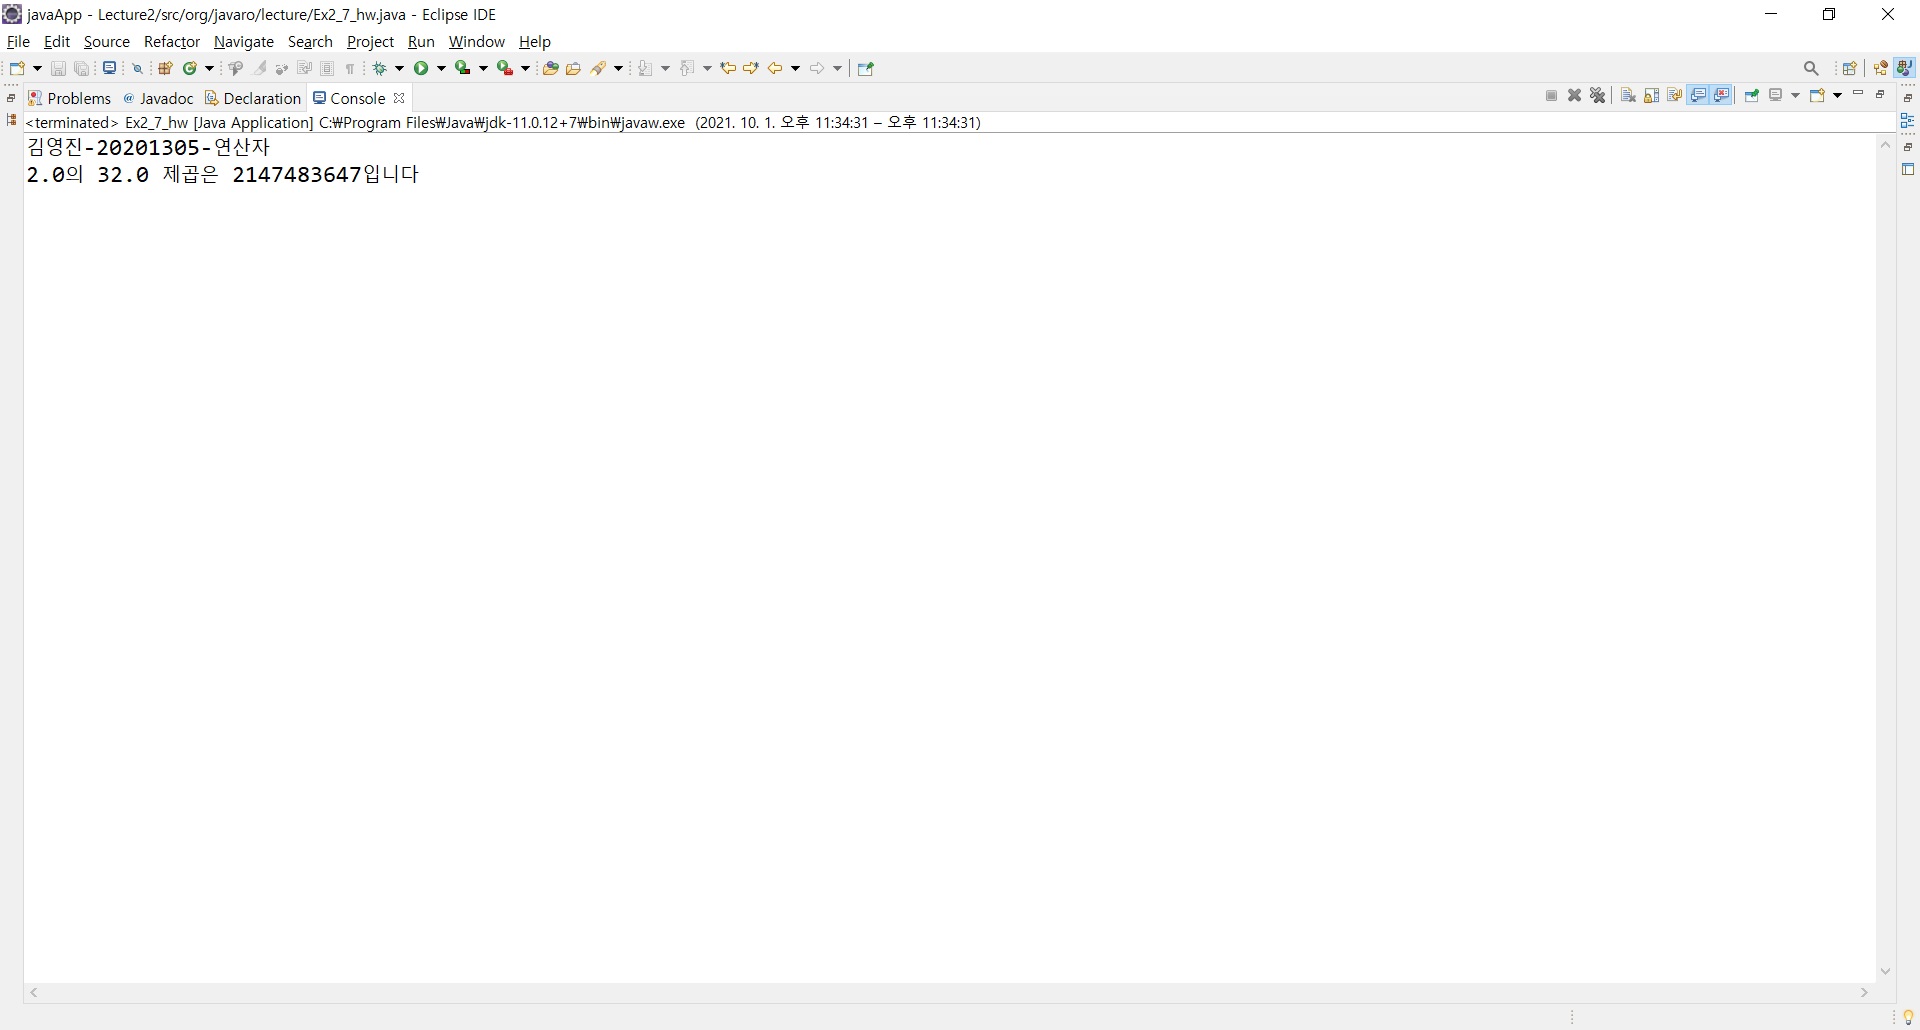 javaApp - Lecture2/src/org/javaro/lecture/Ex2_7_hw.java - Eclipse IDE
File Edit Source Refactor Navigate Search Project Run Window Help
Problems @ Javadoc Declaration Console
<terminated> Ex2_7_hw [Java Application] C:₩Program Files₩Java₩jdk-11.0.12+7₩bin₩javaw.exe (2021. 10. 1. 오후 11:34:31 – 오후 11:34:31)
김영진-20201305-연산자
2.0의 32.0 제곱은 2147483647입니다